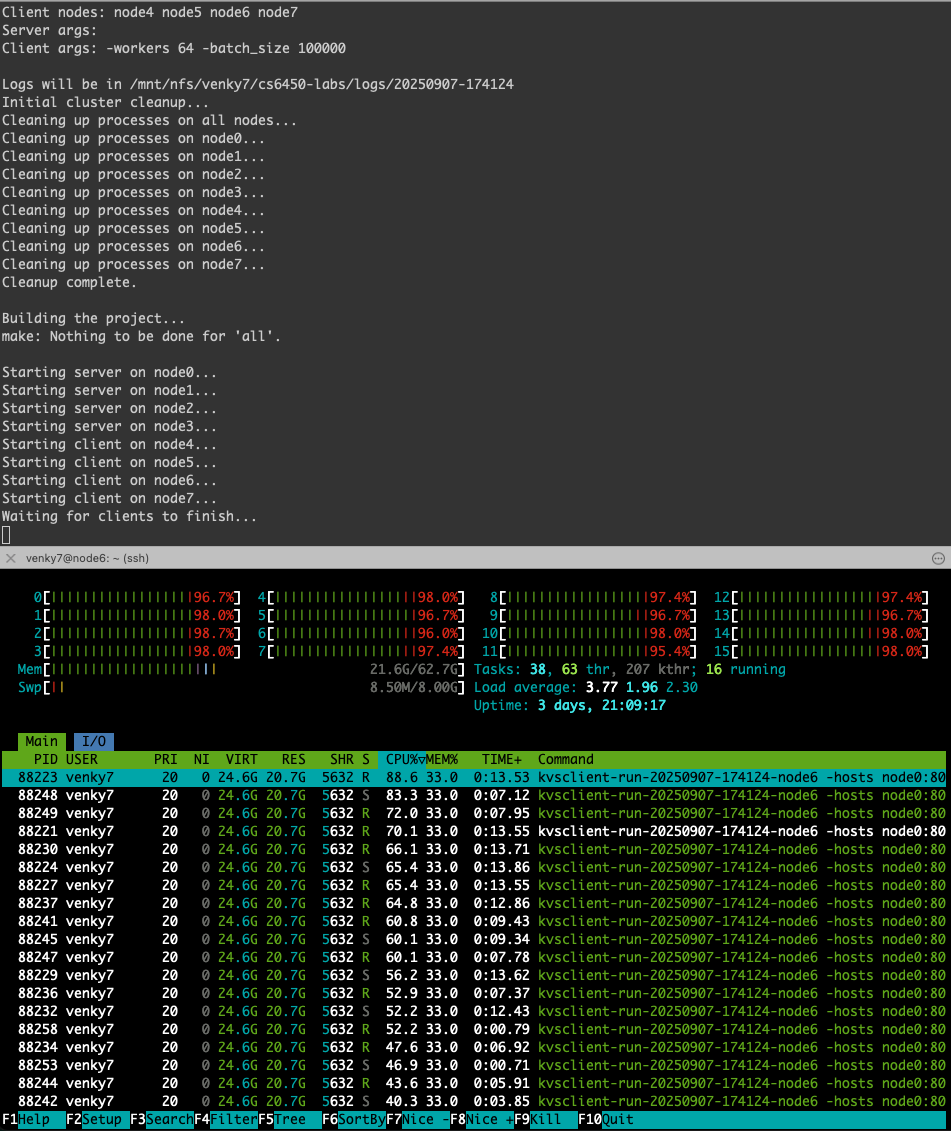 Client nodes: node4 node5 node6 node7
Server args:
Client args: -workers 64 -batch_size 100000
Logs will be in /mnt/nfs/venky7/cs6450-labs/logs/20250907-174124
Initial cluster cleanup...
Cleaning up processes on all nodes...
Cleaning up processes on node0...
Cleaning up processes on node1...
Cleaning up processes on node2...
Cleaning up processes on node3...
Cleaning up processes on node4...
Cleaning up processes on node5...
Cleaning up processes on node6...
Cleaning up processes on node7...
Cleanup complete.
Building the project...
make: Nothing to be done for 'all'.
Starting server on node0...
Starting server on node1...
Starting server on node2...
Starting server on node3...
Starting client on node4...
Starting client on node5...
Starting client on node6...
Starting client on node7...
Waiting for clients to finish...
venky7@node6: ~ (ssh)
0[||||||||||||||||||96.7%] 4[||||||||||||||||||98.0%] 8[||||||||||||||||||97.4%] 12[||||||||||||||||||97.4%]
1[||||||||||||||||||98.0%] 5[||||||||||||||||||96.7%] 9[||||||||||||||||||96.7%] 13[||||||||||||||||||96.7%]
2[||||||||||||||||||98.7%] 6[||||||||||||||||||96.0%] 10[||||||||||||||||||98.0%] 14[||||||||||||||||||98.0%]
3[||||||||||||||||||98.0%] 7[||||||||||||||||||97.4%] 11[||||||||||||||||||95.4%] 15[||||||||||||||||||98.0%]
Mem[|||||||||||||||||||||21.6G/62.7G] Tasks: 38, 63 thr, 207 kthr; 16 running
Swp[||8.50M/8.00G] Load average: 3.77 1.96 2.30
Uptime: 3 days, 21:09:17
Main I/O
PID USER PRI NI VIRT RES SHR S CPU%▽MEM% TIME+ Command
88223 venky7 20 0 24.6G 20.7G 5632 R 88.6 33.0 0:13.53 kvsclient-run-20250907-174124-node6 -hosts node0:80
88248 venky7 20 0 24.6G 20.7G 5632 S 83.3 33.0 0:07.12 kvsclient-run-20250907-174124-node6 -hosts node0:80
88249 venky7 20 0 24.6G 20.7G 5632 R 72.0 33.0 0:07.95 kvsclient-run-20250907-174124-node6 -hosts node0:80
88221 venky7 20 0 24.6G 20.7G 5632 R 70.1 33.0 0:13.55 kvsclient-run-20250907-174124-node6 -hosts node0:80
88230 venky7 20 0 24.6G 20.7G 5632 R 66.1 33.0 0:13.71 kvsclient-run-20250907-174124-node6 -hosts node0:80
88224 venky7 20 0 24.6G 20.7G 5632 S 65.4 33.0 0:13.86 kvsclient-run-20250907-174124-node6 -hosts node0:80
88227 venky7 20 0 24.6G 20.7G 5632 R 65.4 33.0 0:13.55 kvsclient-run-20250907-174124-node6 -hosts node0:80
88237 venky7 20 0 24.6G 20.7G 5632 R 64.8 33.0 0:12.86 kvsclient-run-20250907-174124-node6 -hosts node0:80
88241 venky7 20 0 24.6G 20.7G 5632 R 60.8 33.0 0:09.43 kvsclient-run-20250907-174124-node6 -hosts node0:80
88245 venky7 20 0 24.6G 20.7G 5632 S 60.1 33.0 0:09.34 kvsclient-run-20250907-174124-node6 -hosts node0:80
88247 venky7 20 0 24.6G 20.7G 5632 R 60.1 33.0 0:07.78 kvsclient-run-20250907-174124-node6 -hosts node0:80
88229 venky7 20 0 24.6G 20.7G 5632 S 56.2 33.0 0:13.62 kvsclient-run-20250907-174124-node6 -hosts node0:80
88236 venky7 20 0 24.6G 20.7G 5632 R 52.9 33.0 0:07.37 kvsclient-run-20250907-174124-node6 -hosts node0:80
88232 venky7 20 0 24.6G 20.7G 5632 S 52.2 33.0 0:12.43 kvsclient-run-20250907-174124-node6 -hosts node0:80
88258 venky7 20 0 24.6G 20.7G 5632 R 52.2 33.0 0:00.79 kvsclient-run-20250907-174124-node6 -hosts node0:80
88234 venky7 20 0 24.6G 20.7G 5632 R 47.6 33.0 0:06.92 kvsclient-run-20250907-174124-node6 -hosts node0:80
88253 venky7 20 0 24.6G 20.7G 5632 S 46.9 33.0 0:00.71 kvsclient-run-20250907-174124-node6 -hosts node0:80
88244 venky7 20 0 24.6G 20.7G 5632 R 43.6 33.0 0:05.91 kvsclient-run-20250907-174124-node6 -hosts node0:80
88242 venky7 20 0 24.6G 20.7G 5632 S 40.3 33.0 0:03.85 kvsclient-run-20250907-174124-node6 -hosts node0:80
F1Help F2Setup F3SearchF4FilterF5Tree F6SortByF7Nice -F8Nice +F9Kill F10Quit